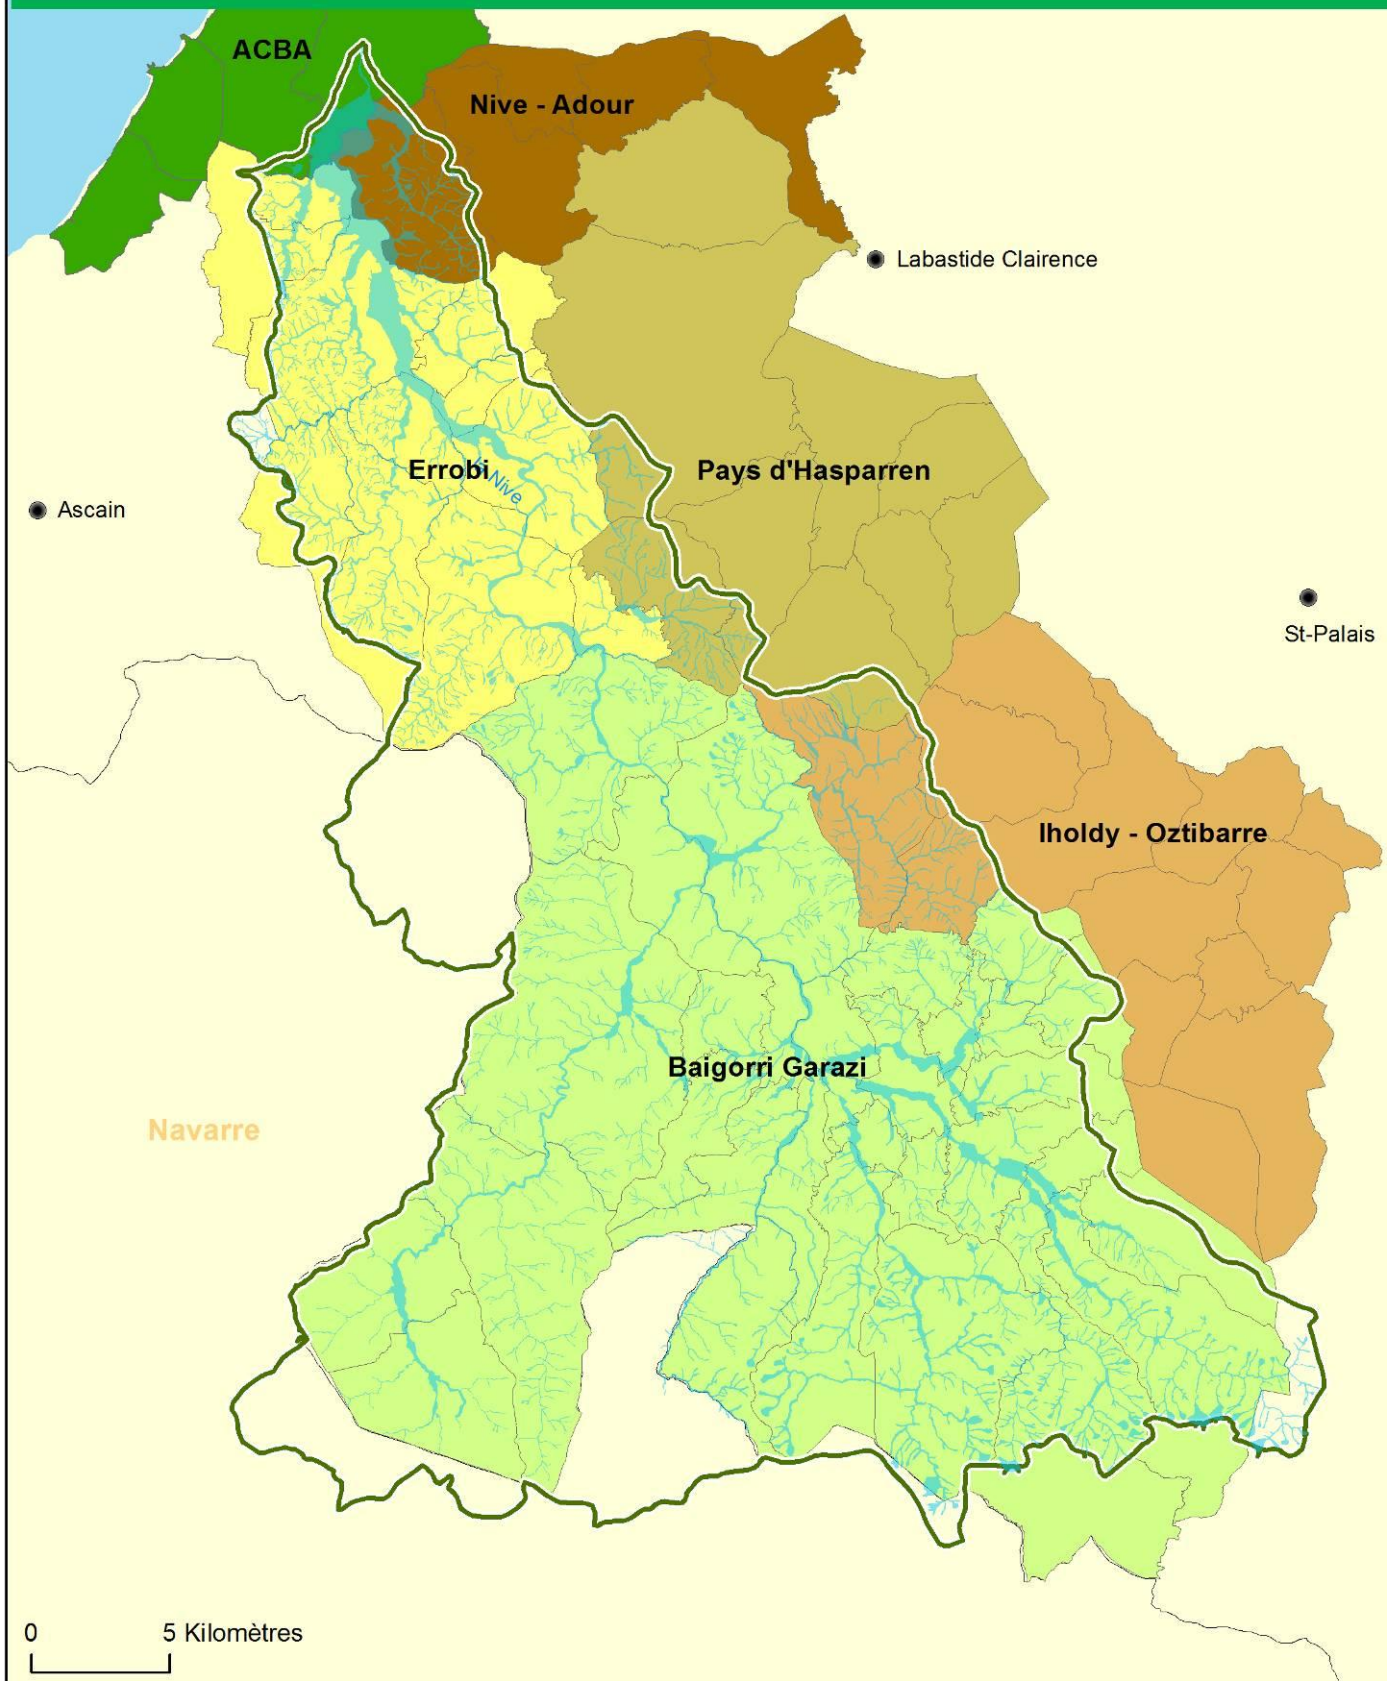 ACBA
Nive - Adour
Labastide Clairence
Errobi
Nive
Pays d'Hasparren
Ascain
St-Palais
Iholdy - Oztibarre
Baigorri Garazi
Navarre
0 5 Kilomètres